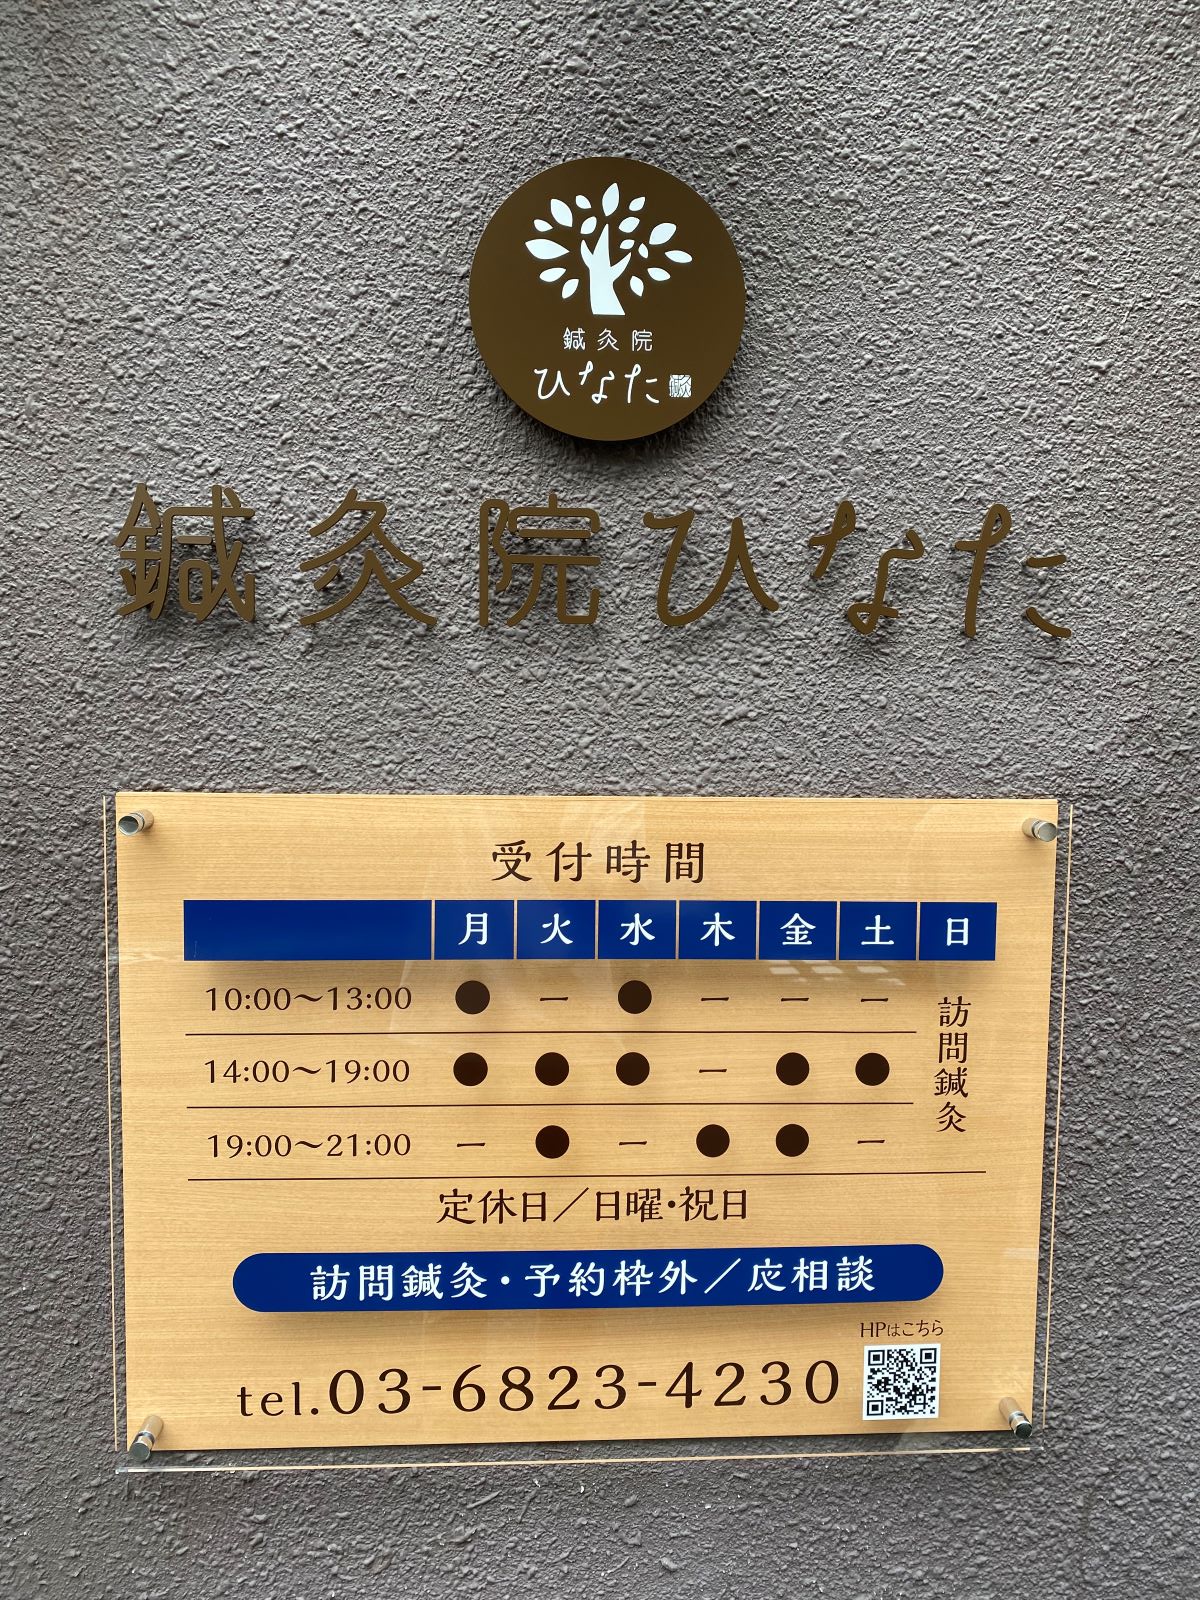 鍼灸院
ひなた
鍼灸院ひなた
受付時間
月 火 水 木 金 土 日
10:00〜13:00 ● ー ● ー ー ー
14:00〜19:00 ● ● ● ー ● ●
19:00〜21:00 ー ● ー ● ● ー
訪問鍼灸
定休日／日曜・祝日
訪問鍼灸・予約枠外／応相談
HPはこちら
tel.03-6823-4230